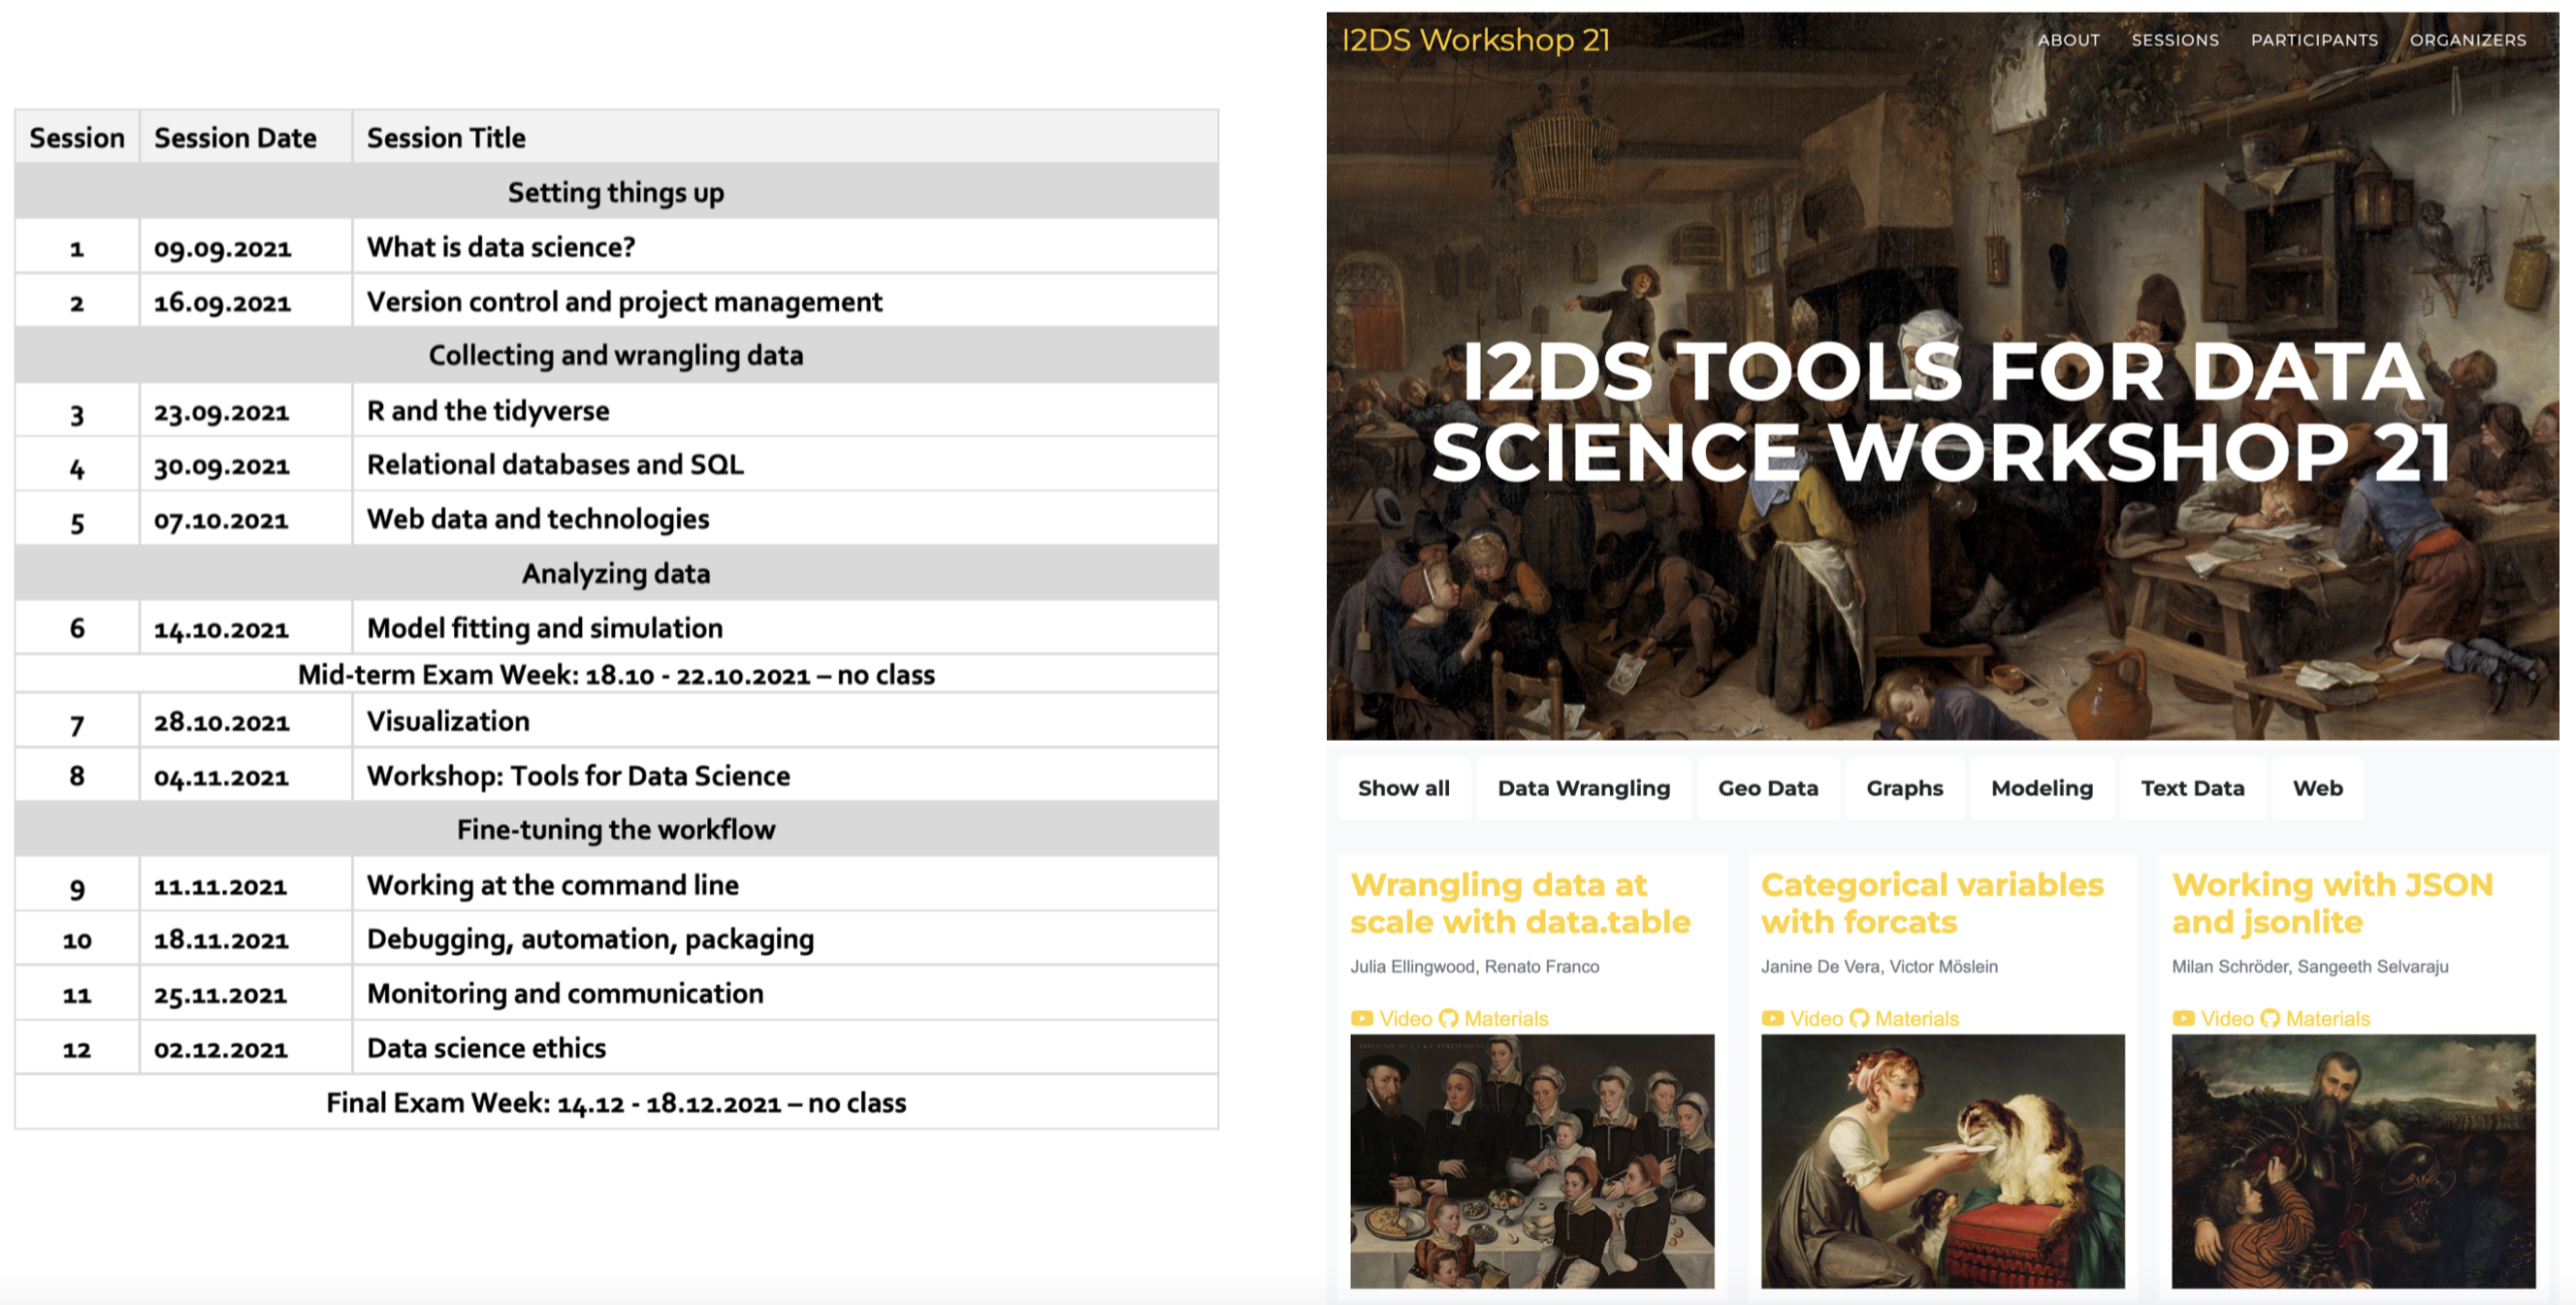 Session Session Date Session Title
Setting things up
1 09.09.2021 What is data science?
2 16.09.2021 Version control and project management
Collecting and wrangling data
3 23.09.2021 R and the tidyverse
4 30.09.2021 Relational databases and SQL
5 07.10.2021 Web data and technologies
Analyzing data
6 14.10.2021 Model fitting and simulation
Mid-term Exam Week: 18.10 - 22.10.2021 – no class
7 28.10.2021 Visualization
8 04.11.2021 Workshop: Tools for Data Science
Fine-tuning the workflow
9 11.11.2021 Working at the command line
10 18.11.2021 Debugging, automation, packaging
11 25.11.2021 Monitoring and communication
12 02.12.2021 Data science ethics
Final Exam Week: 14.12 - 18.12.2021 – no class
I2DS Workshop 21 ABOUT SESSIONS PARTICIPANTS ORGANIZERS
I2DS TOOLS FOR DATA
SCIENCE WORKSHOP 21
Show all Data Wrangling Geo Data Graphs Modeling Text Data Web
Wrangling data at
scale with data.table
Julia Ellingwood, Renato Franco
Video Materials
Categorical variables
with forcats
Janine De Vera, Victor Möslein
Video Materials
Working with JSON
and jsonlite
Milan Schröder, Sangeeth Selvaraju
Video Materials